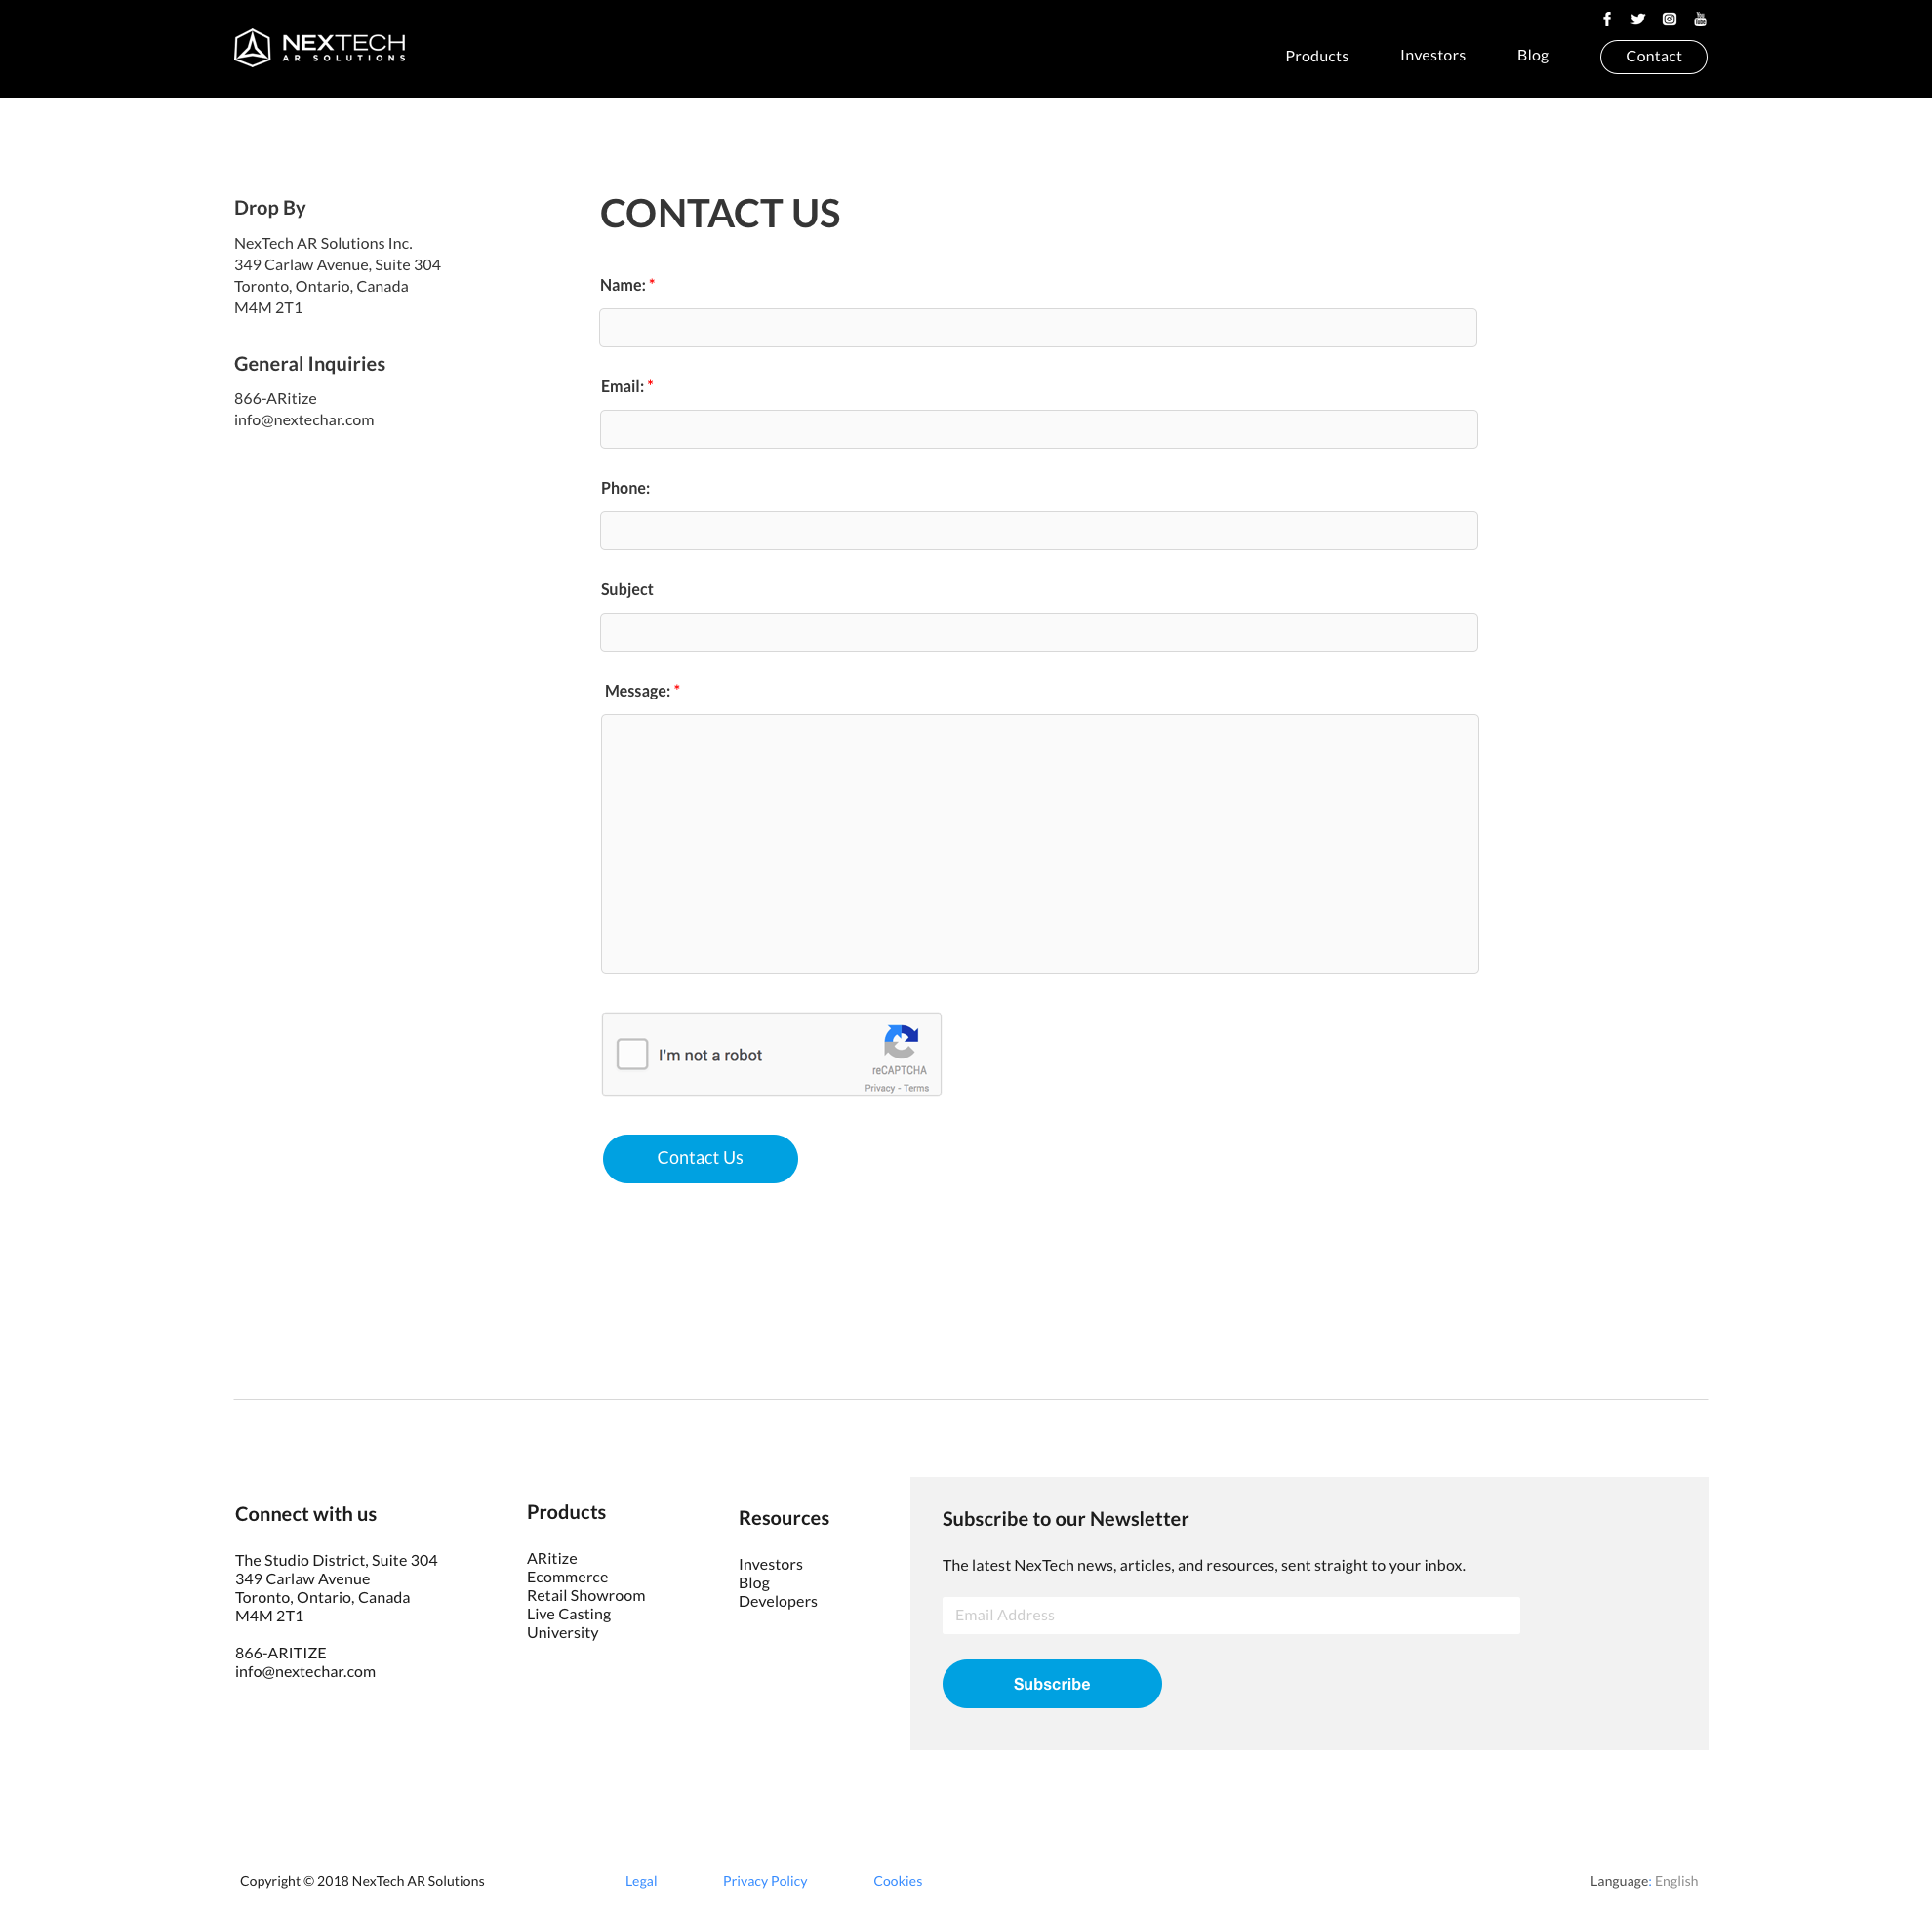 NEXTECH
AR SOLUTIONS
Products
Investors
Blog
Contact
Drop By
NexTech AR Solutions Inc.
349 Carlaw Avenue, Suite 304
Toronto, Ontario, Canada
M4M 2T1
General Inquiries
866-ARitize
info@nextechar.com
CONTACT US
Name: *
Email: *
Phone:
Subject
Message: *
I'm not a robot
reCAPTCHA
Privacy - Terms
Contact Us
Connect with us
The Studio District, Suite 304
349 Carlaw Avenue
Toronto, Ontario, Canada
M4M 2T1
866-ARITIZE
info@nextechar.com
Products
ARitize
Ecommerce
Retail Showroom
Live Casting
University
Resources
Investors
Blog
Developers
Subscribe to our Newsletter
The latest NexTech news, articles, and resources, sent straight to your inbox.
Email Address
Subscribe
Copyright © 2018 NexTech AR Solutions
Legal
Privacy Policy
Cookies
Language: English